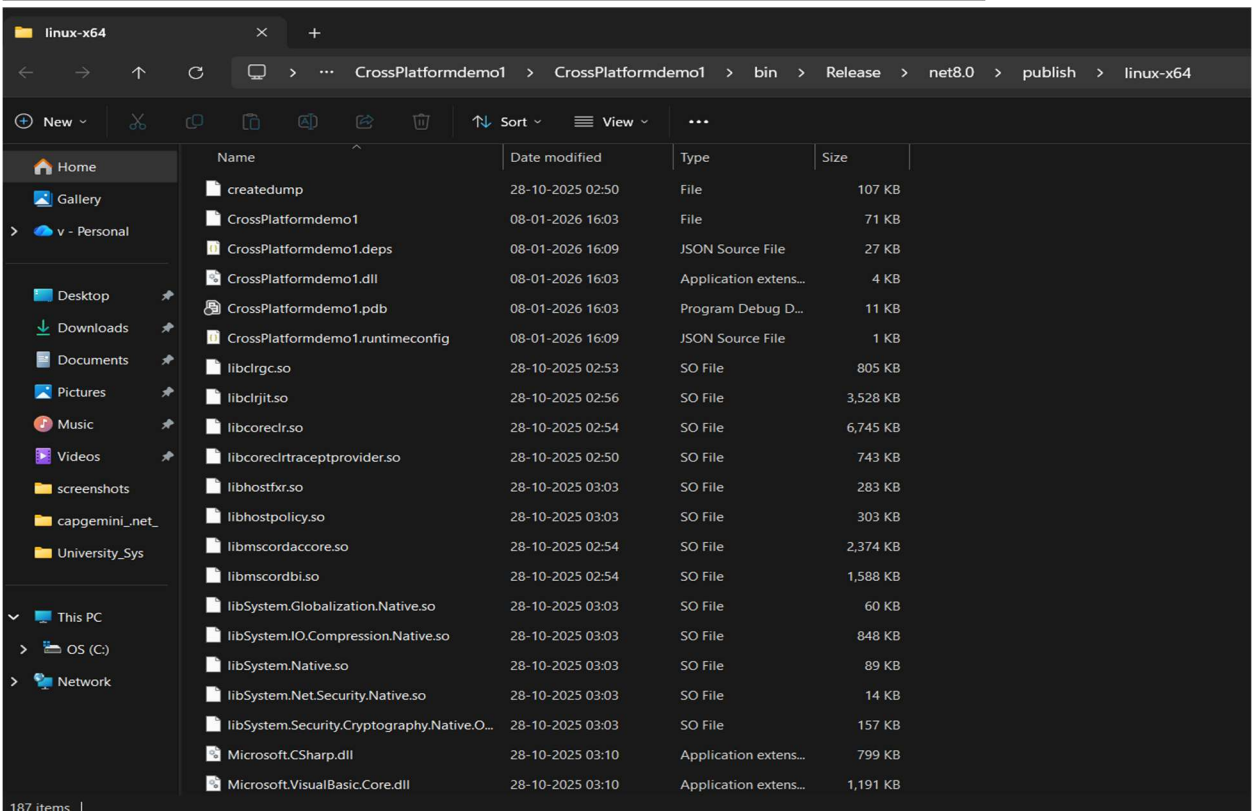 linux-x64
CrossPlatformdemo1 > CrossPlatformdemo1 > bin > Release > net8.0 > publish > linux-x64
New Sort View
Home
Gallery
v - Personal
Desktop
Downloads
Documents
Pictures
Music
Videos
screenshots
capgemini_.net_
University_Sys
This PC
OS (C:)
Network
Name Date modified Type Size
createdump 28-10-2025 02:50 File 107 KB
CrossPlatformdemo1 08-01-2026 16:03 File 71 KB
CrossPlatformdemo1.deps 08-01-2026 16:09 JSON Source File 27 KB
CrossPlatformdemo1.dll 08-01-2026 16:03 Application extens... 4 KB
CrossPlatformdemo1.pdb 08-01-2026 16:03 Program Debug D... 11 KB
CrossPlatformdemo1.runtimeconfig 08-01-2026 16:09 JSON Source File 1 KB
libclrgc.so 28-10-2025 02:53 SO File 805 KB
libclrjit.so 28-10-2025 02:56 SO File 3,528 KB
libcoreclr.so 28-10-2025 02:54 SO File 6,745 KB
libcoreclrtraceptprovider.so 28-10-2025 02:50 SO File 743 KB
libhostfxr.so 28-10-2025 03:03 SO File 283 KB
libhostpolicy.so 28-10-2025 03:03 SO File 303 KB
libmscordaccore.so 28-10-2025 02:54 SO File 2,374 KB
libmscordbi.so 28-10-2025 02:54 SO File 1,588 KB
libSystem.Globalization.Native.so 28-10-2025 03:03 SO File 60 KB
libSystem.IO.Compression.Native.so 28-10-2025 03:03 SO File 848 KB
libSystem.Native.so 28-10-2025 03:03 SO File 89 KB
libSystem.Net.Security.Native.so 28-10-2025 03:03 SO File 14 KB
libSystem.Security.Cryptography.Native.O... 28-10-2025 03:03 SO File 157 KB
Microsoft.CSharp.dll 28-10-2025 03:10 Application extens... 799 KB
Microsoft.VisualBasic.Core.dll 28-10-2025 03:10 Application extens... 1,191 KB
187 items